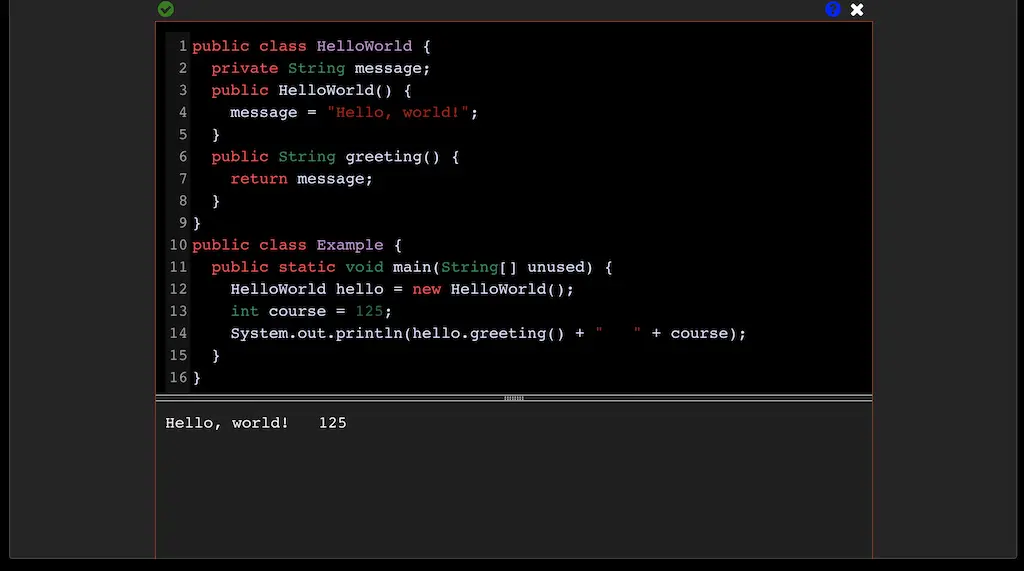 ?
1 public class HelloWorld {
2   private String message;
3   public HelloWorld() {
4     message = "Hello, world!";
5   }
6   public String greeting() {
7     return message;
8   }
9 }
10 public class Example {
11   public static void main(String[] unused) {
12     HelloWorld hello = new HelloWorld();
13     int course = 125;
14     System.out.println(hello.greeting() + "   " + course);
15   }
16 }
Hello, world!   125